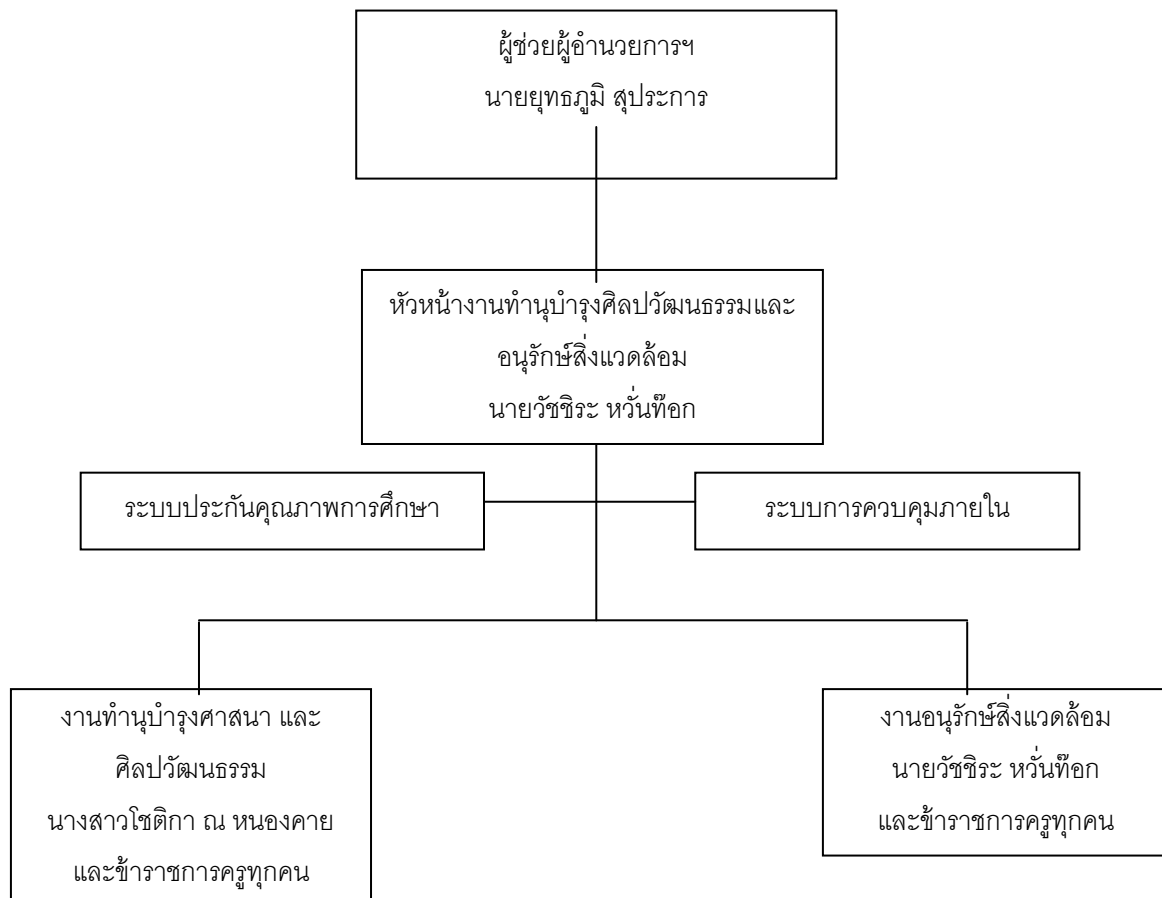 ผู้ช่วยผู้อำนวยการฯ
นายยุทธภูมิ สุประการ
หัวหน้างานทำนุบำรุงศิลปวัฒนธรรมและ
อนุรักษ์สิ่งแวดล้อม
นายวัชชิระ หวั่นท๊อก
ระบบประกันคุณภาพการศึกษา
ระบบการควบคุมภายใน
งานทำนุบำรุงศาสนา และ
ศิลปวัฒนธรรม
นางสาวโชติกา ณ หนองคาย
และข้าราชการครูทุกคน
งานอนุรักษ์สิ่งแวดล้อม
นายวัชชิระ หวั่นท๊อก
และข้าราชการครูทุกคน